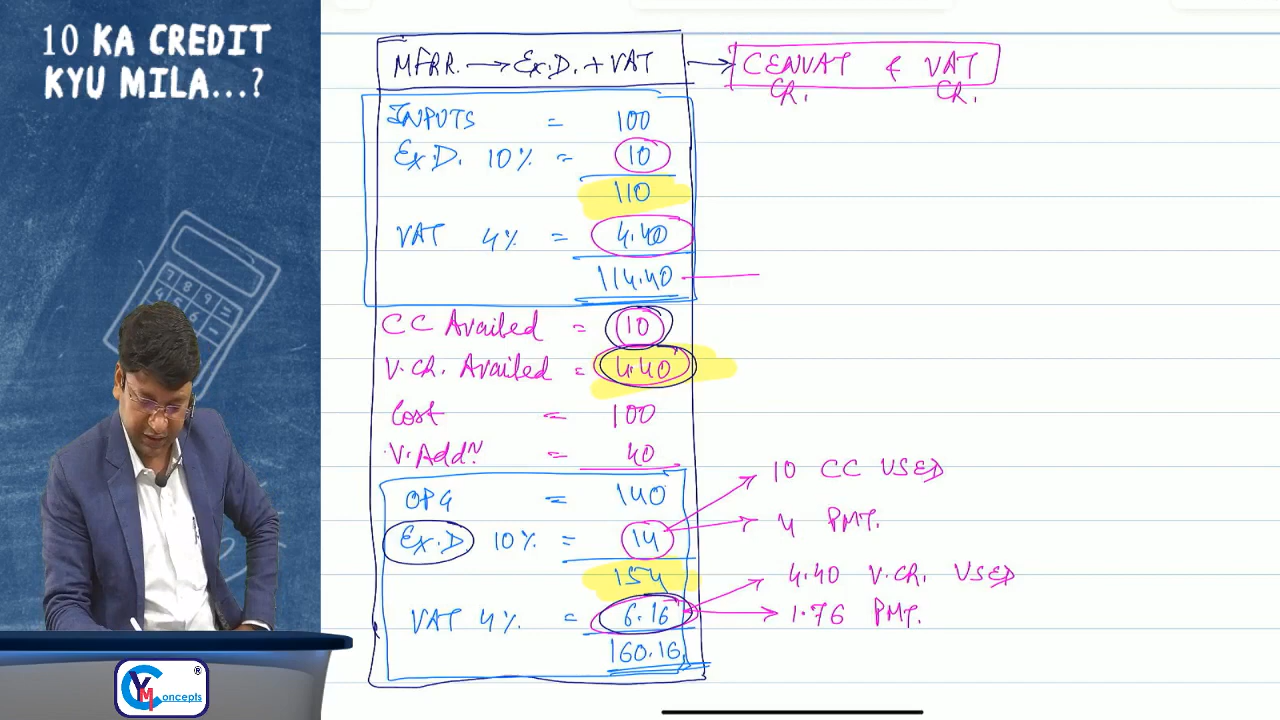 10 KA CREDIT
KYU MILA...?
MFRR. → Ex.D. + VAT → CENVAT & VAT
CR. CR.
INPUTS = 100
Ex.D. 10% = 10
110
VAT 4% = 4.40
114.40
CC Availed = 10
V.CR. Availed = 4.40
Cost = 100
V.Addn = 40
OPG = 140
Ex.D 10% = 14
154
VAT 4% = 6.16
160.16
10 CC USED
4 PMT.
4.40 V.CR. USED
1.76 PMT.
YM Concepts ®